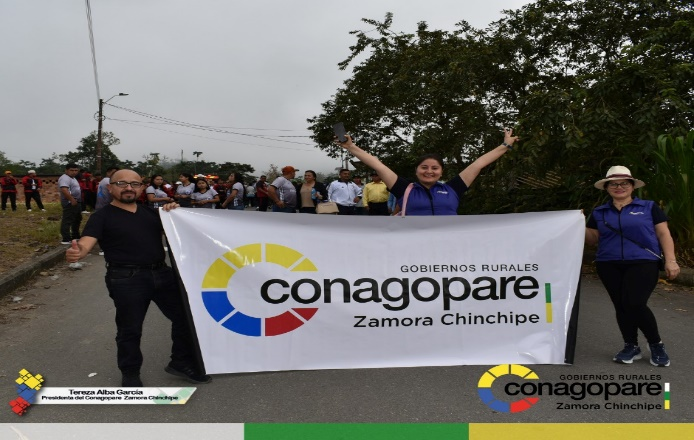 GOBIERNOS RURALES
conagopare
Zamora Chinchipe
Tereza Alba García
Presidenta del Conagopare Zamora Chinchipe
GOBIERNOS RURALES
conagopare
Zamora Chinchipe